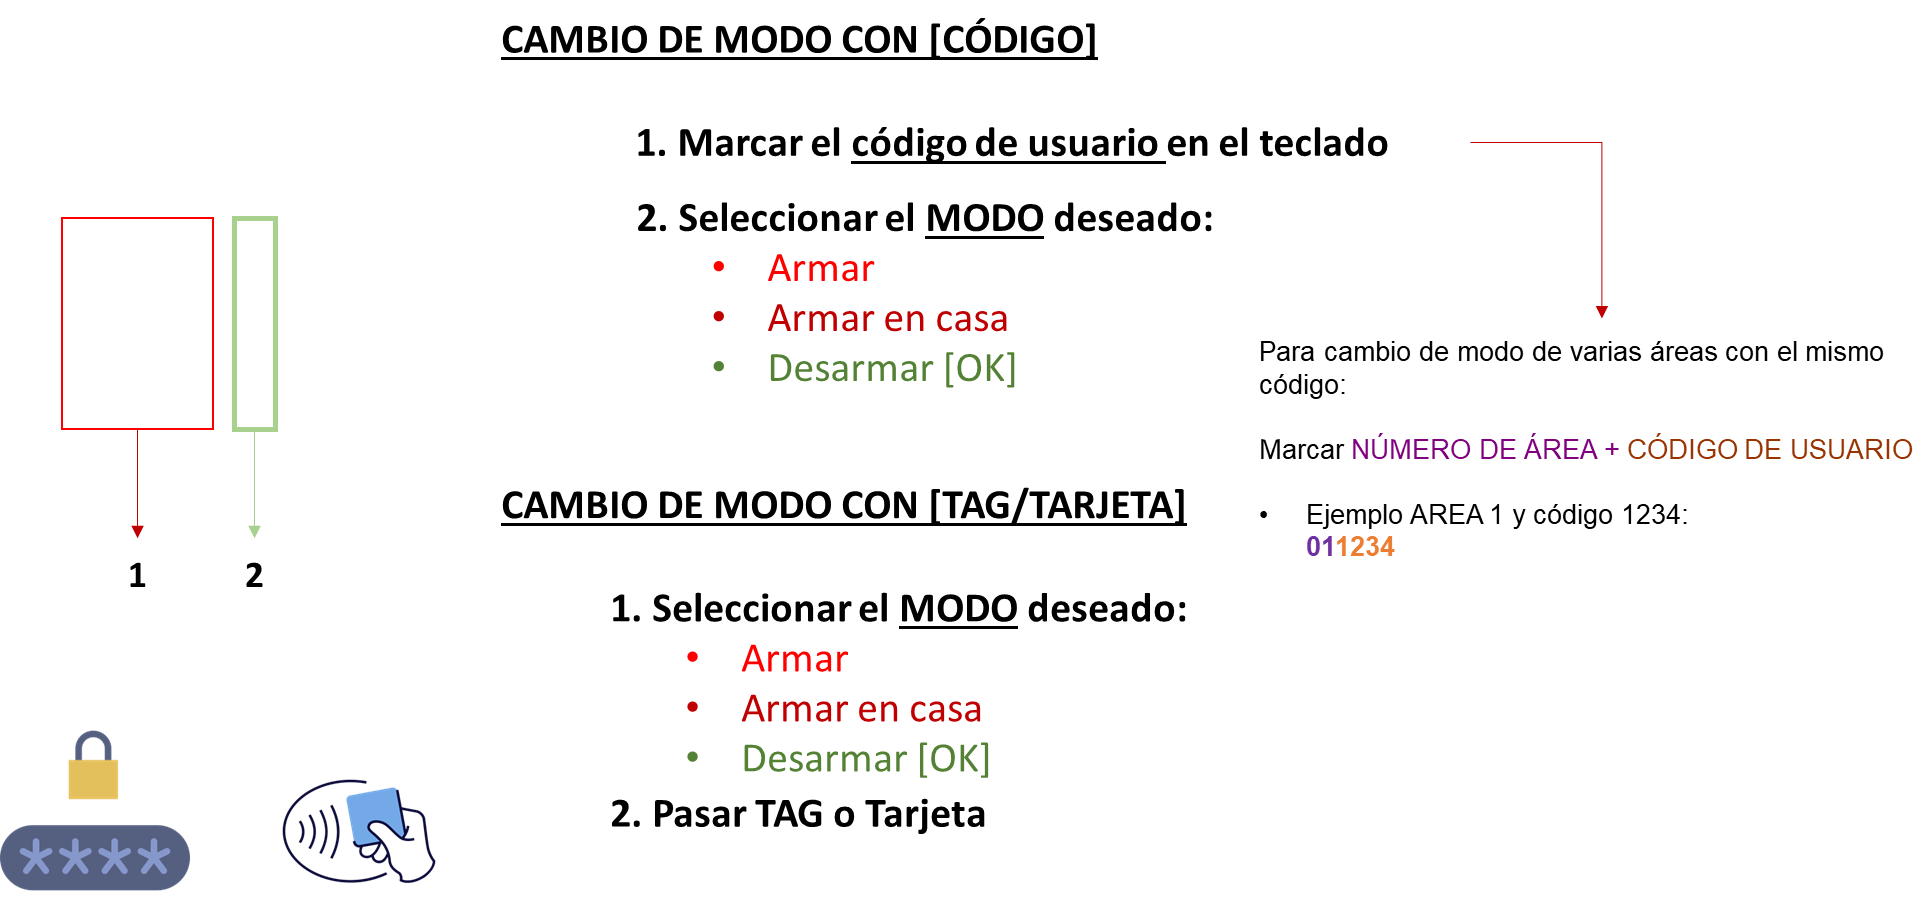 CAMBIO DE MODO CON [CÓDIGO]
1. Marcar el código de usuario en el teclado
2. Seleccionar el MODO deseado:
• Armar
• Armar en casa
• Desarmar [OK]
Para cambio de modo de varias áreas con el mismo
código:
Marcar NÚMERO DE ÁREA + CÓDIGO DE USUARIO
• Ejemplo AREA 1 y código 1234:
011234
CAMBIO DE MODO CON [TAG/TARJETA]
1. Seleccionar el MODO deseado:
• Armar
• Armar en casa
• Desarmar [OK]
2. Pasar TAG o Tarjeta
1 2
****